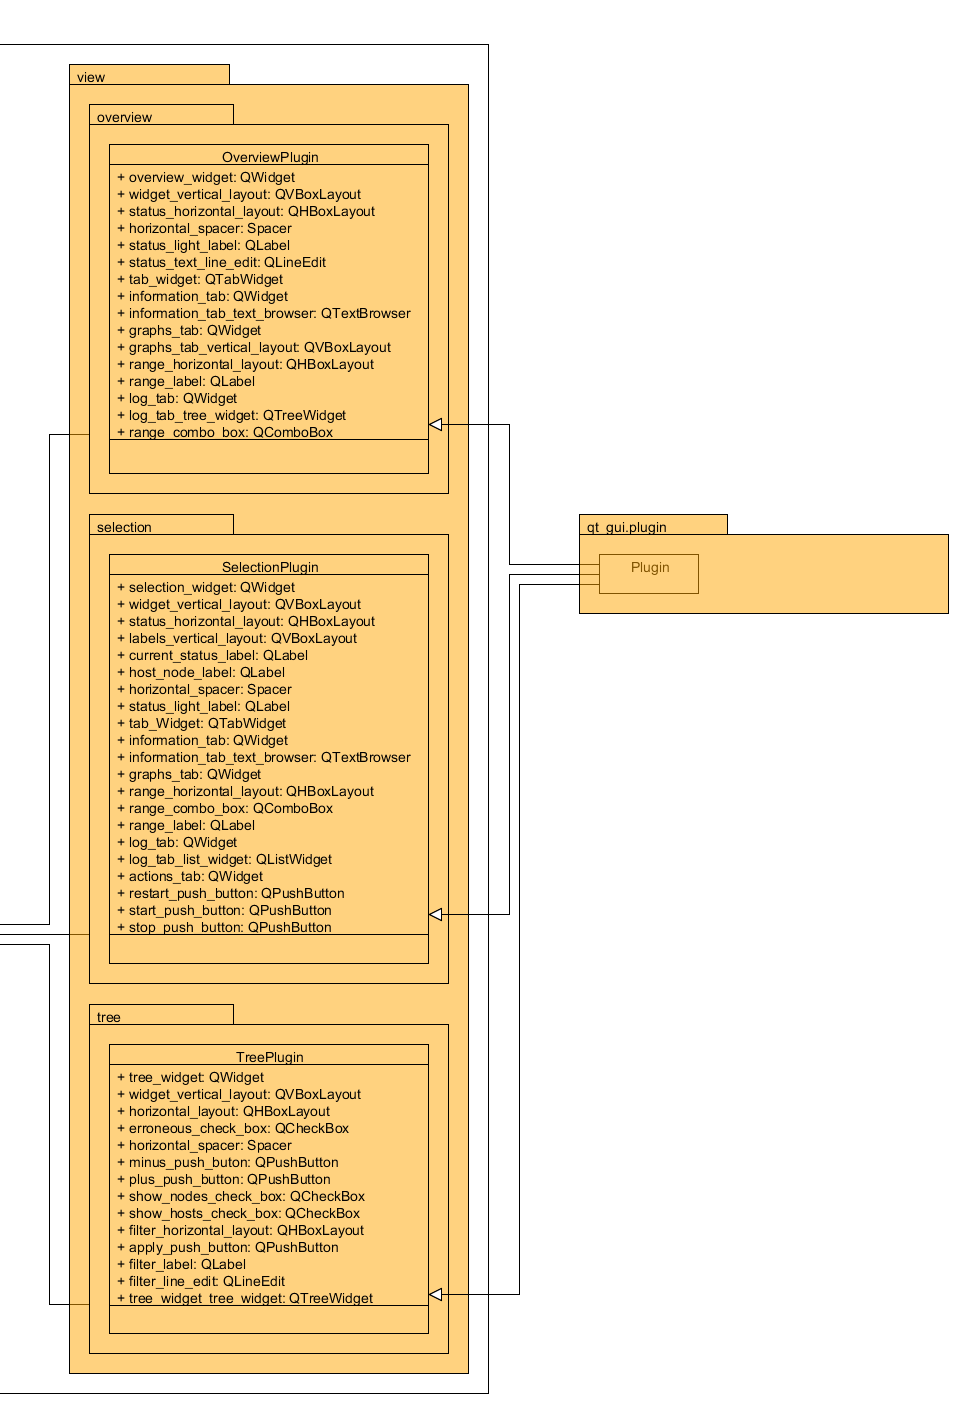 view
overview
OverviewPlugin
+ overview_widget: QWidget
+ widget_vertical_layout: QVBoxLayout
+ status_horizontal_layout: QHBoxLayout
+ horizontal_spacer: Spacer
+ status_light_label: QLabel
+ status_text_line_edit: QLineEdit
+ tab_widget: QTabWidget
+ information_tab: QWidget
+ information_tab_text_browser: QTextBrowser
+ graphs_tab: QWidget
+ graphs_tab_vertical_layout: QVBoxLayout
+ range_horizontal_layout: QHBoxLayout
+ range_label: QLabel
+ log_tab: QWidget
+ log_tab_tree_widget: QTreeWidget
+ range_combo_box: QComboBox
selection
SelectionPlugin
+ selection_widget: QWidget
+ widget_vertical_layout: QVBoxLayout
+ status_horizontal_layout: QHBoxLayout
+ labels_vertical_layout: QVBoxLayout
+ current_status_label: QLabel
+ host_node_label: QLabel
+ horizontal_spacer: Spacer
+ status_light_label: QLabel
+ tab_Widget: QTabWidget
+ information_tab: QWidget
+ information_tab_text_browser: QTextBrowser
+ graphs_tab: QWidget
+ range_horizontal_layout: QHBoxLayout
+ range_combo_box: QComboBox
+ range_label: QLabel
+ log_tab: QWidget
+ log_tab_list_widget: QListWidget
+ actions_tab: QWidget
+ restart_push_button: QPushButton
+ start_push_button: QPushButton
+ stop_push_button: QPushButton
tree
TreePlugin
+ tree_widget: QWidget
+ widget_vertical_layout: QVBoxLayout
+ horizontal_layout: QHBoxLayout
+ erroneous_check_box: QCheckBox
+ horizontal_spacer: Spacer
+ minus_push_buton: QPushButton
+ plus_push_button: QPushButton
+ show_nodes_check_box: QCheckBox
+ show_hosts_check_box: QCheckBox
+ filter_horizontal_layout: QHBoxLayout
+ apply_push_button: QPushButton
+ filter_label: QLabel
+ filter_line_edit: QLineEdit
+ tree_widget_tree_widget: QTreeWidget
qt_gui.plugin
Plugin